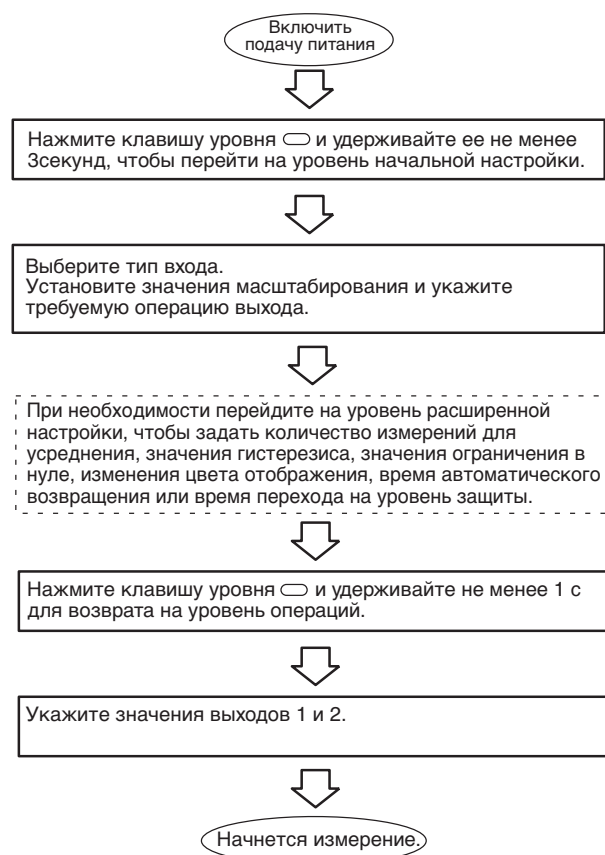 Включить
подачу питания
Нажмите клавишу уровня и удерживайте ее не менее
3секунд, чтобы перейти на уровень начальной настройки.
Выберите тип входа.
Установите значения масштабирования и укажите
требуемую операцию выхода.
При необходимости перейдите на уровень расширенной
настройки, чтобы задать количество измерений для
усреднения, значения гистерезиса, значения ограничения в
нуле, изменения цвета отображения, время автоматического
возвращения или время перехода на уровень защиты.
Нажмите клавишу уровня и удерживайте не менее 1 с
для возврата на уровень операций.
Укажите значения выходов 1 и 2.
Начнется измерение.